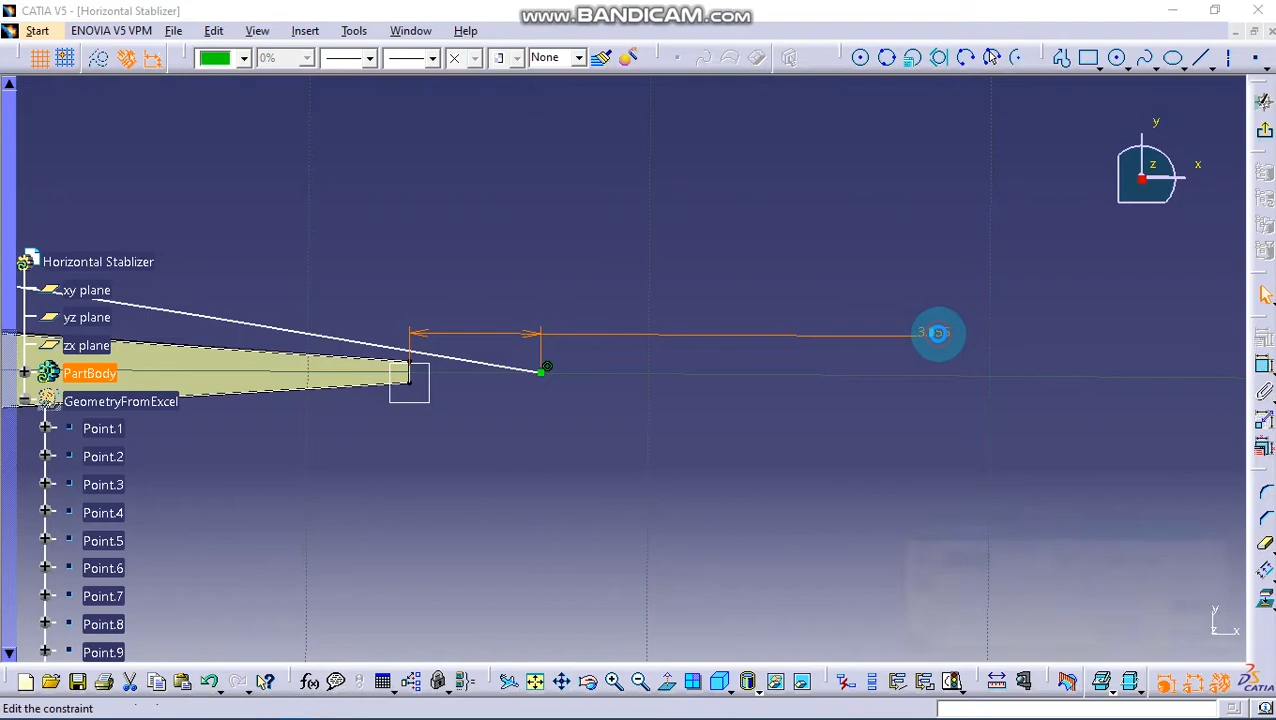 CATIA V5 - [Horizontal Stablizer]
www.BANDICAM.com
Start ENOVIA V5 VPM File Edit View Insert Tools Window Help
0% None
y
z x
Horizontal Stablizer
xy plane
yz plane
zx plane
PartBody
GeometryFromExcel
Point.1
Point.2
Point.3
Point.4
Point.5
Point.6
Point.7
Point.8
Point.9
y
z x
f(x)
CATIA
Edit the constraint